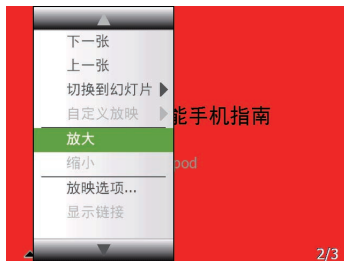 下一张
上一张
切换到幻灯片
自定义放映
放大
缩小
放映选项...
显示链接
能手机指南
pod
2/3